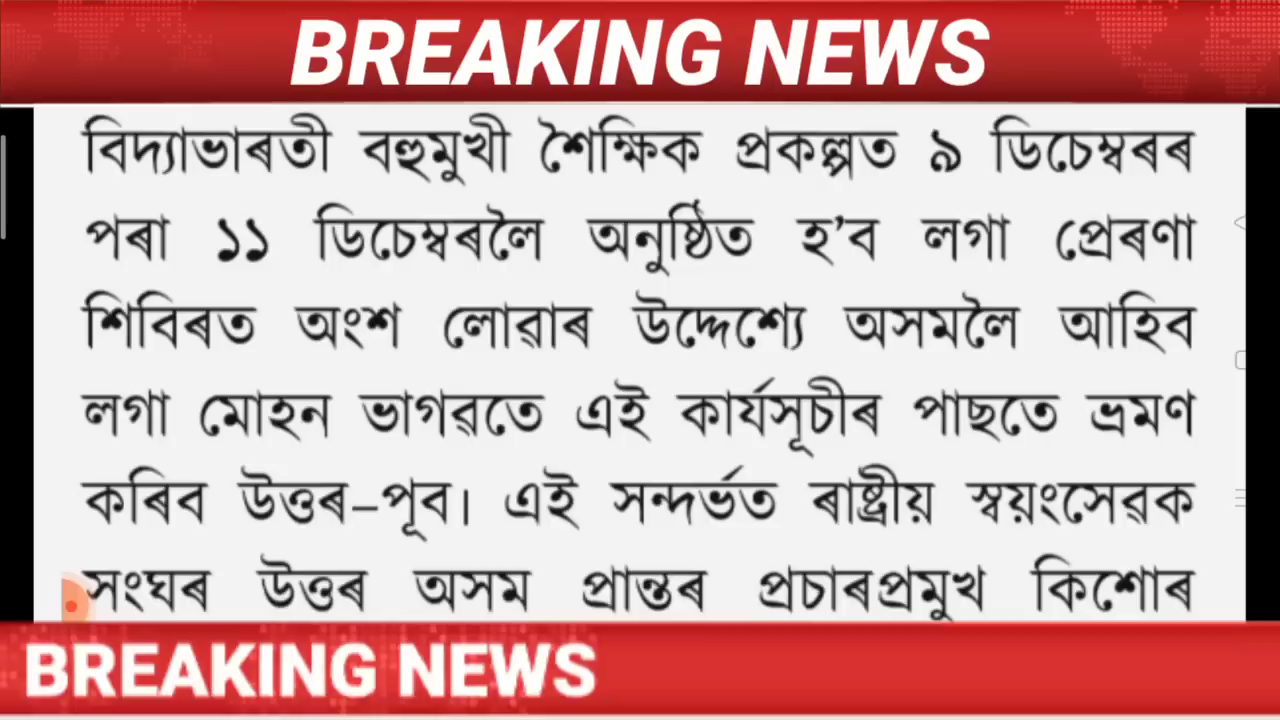 BREAKING NEWS
বিদ্যাভাৰতী বহুমুখী শৈক্ষিক প্ৰকল্পত ৯ ডিচেম্বৰৰ
পৰা ১১ ডিচেম্বৰলৈ অনুষ্ঠিত হ’ব লগা প্ৰেৰণা
শিবিৰত অংশ লোৱাৰ উদ্দেশ্যে অসমলৈ আহিব
লগা মোহন ভাগৱতে এই কাৰ্যসূচীৰ পাছতে ভ্ৰমণ
কৰিব উত্তৰ-পূব। এই সন্দৰ্ভত ৰাষ্ট্ৰীয় স্বয়ংসেৱক
সংঘৰ উত্তৰ অসম প্ৰান্তৰ প্ৰচাৰপ্ৰমুখ কিশোৰ
BREAKING NEWS